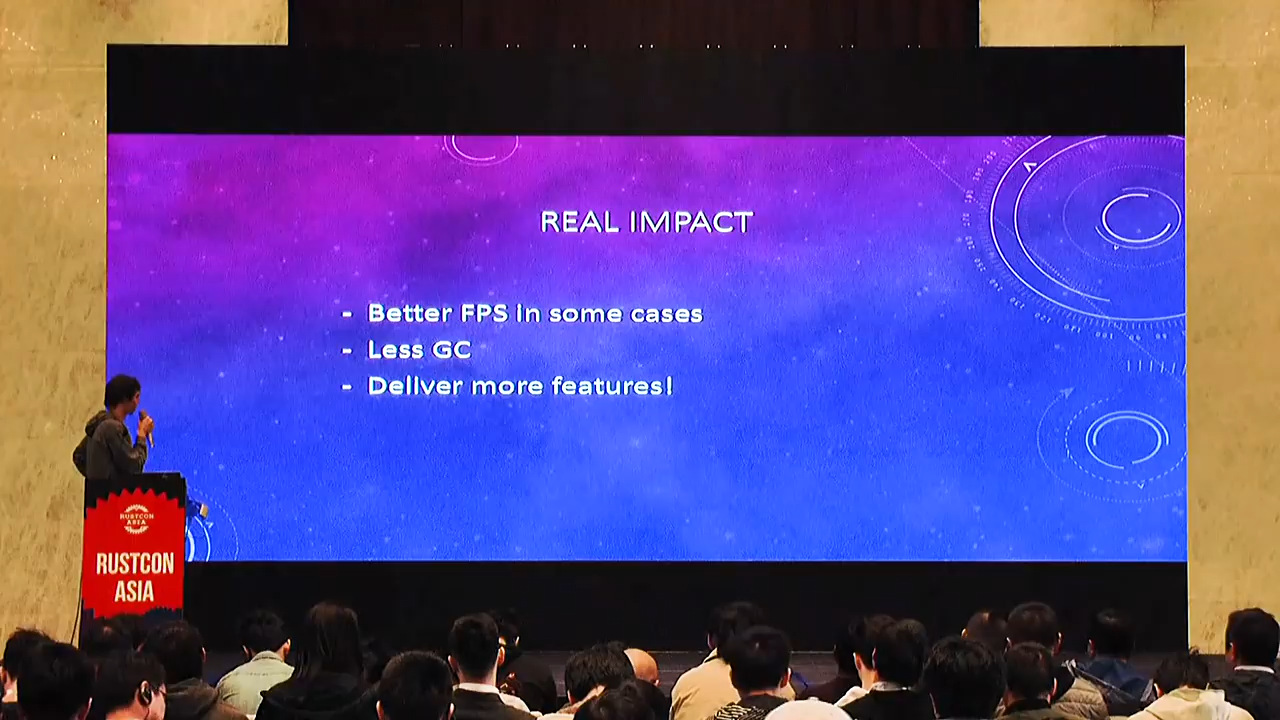 REAL IMPACT
- Better FPS in some cases
- Less GC
- Deliver more features!
RUSTCON
ASIA
RUSTCON
ASIA